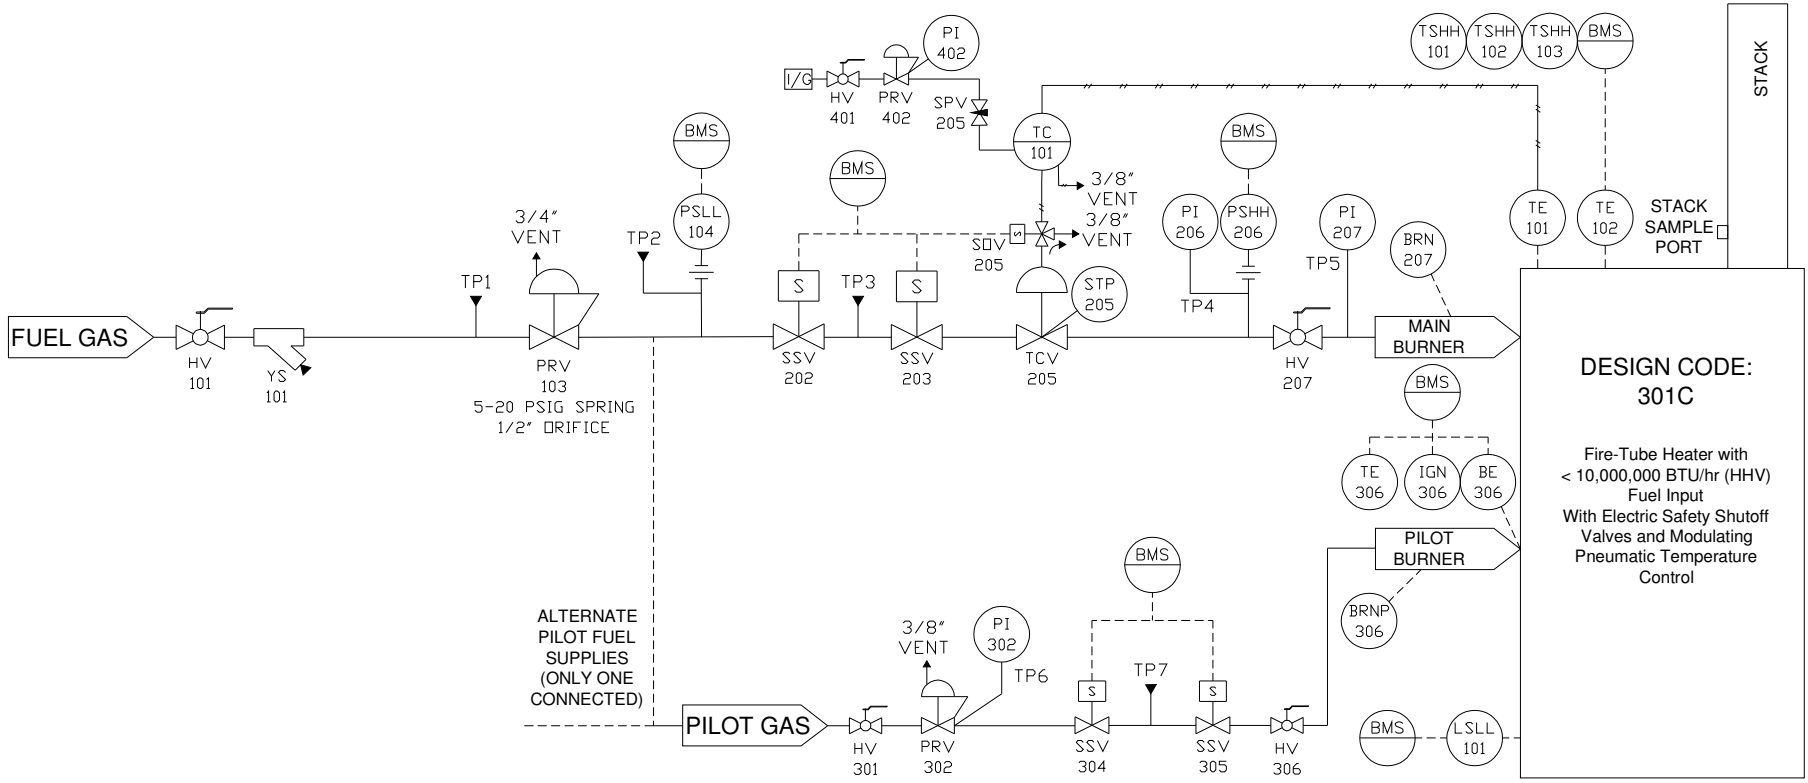 TSHH
101
TSHH
102
TSHH
103
BMS
STACK
PI
402
I/G
HV
401
PRV
402
SPV
205
TC
101
3/8" VENT
3/8" VENT
BMS
PSLL
104
BMS
BMS
PSHH
206
PI
206
TP4
PI
207
TP5
BRN
207
TE
101
TE
102
STACK
SAMPLE
PORT
3/4"
VENT
TP1
TP2
TP3
S
S
S
SOV
205
STP
205
FUEL GAS
HV
101
YS
101
PRV
103
5-20 PSIG SPRING
1/2" ORIFICE
SSV
202
SSV
203
TCV
205
HV
207
MAIN
BURNER
BMS
TE
306
IGN
306
BE
306
DESIGN CODE:
301C
Fire-Tube Heater with
< 10,000,000 BTU/hr (HHV)
Fuel Input
With Electric Safety Shutoff
Valves and Modulating
Pneumatic Temperature
Control
PILOT
BURNER
BRNP
306
BMS
ALTERNATE
PILOT FUEL
SUPPLIES
(ONLY ONE
CONNECTED)
3/8"
VENT
PI
302
TP6
TP7
S
S
PILOT GAS
HV
301
PRV
302
SSV
304
SSV
305
HV
306
BMS
LSLL
101